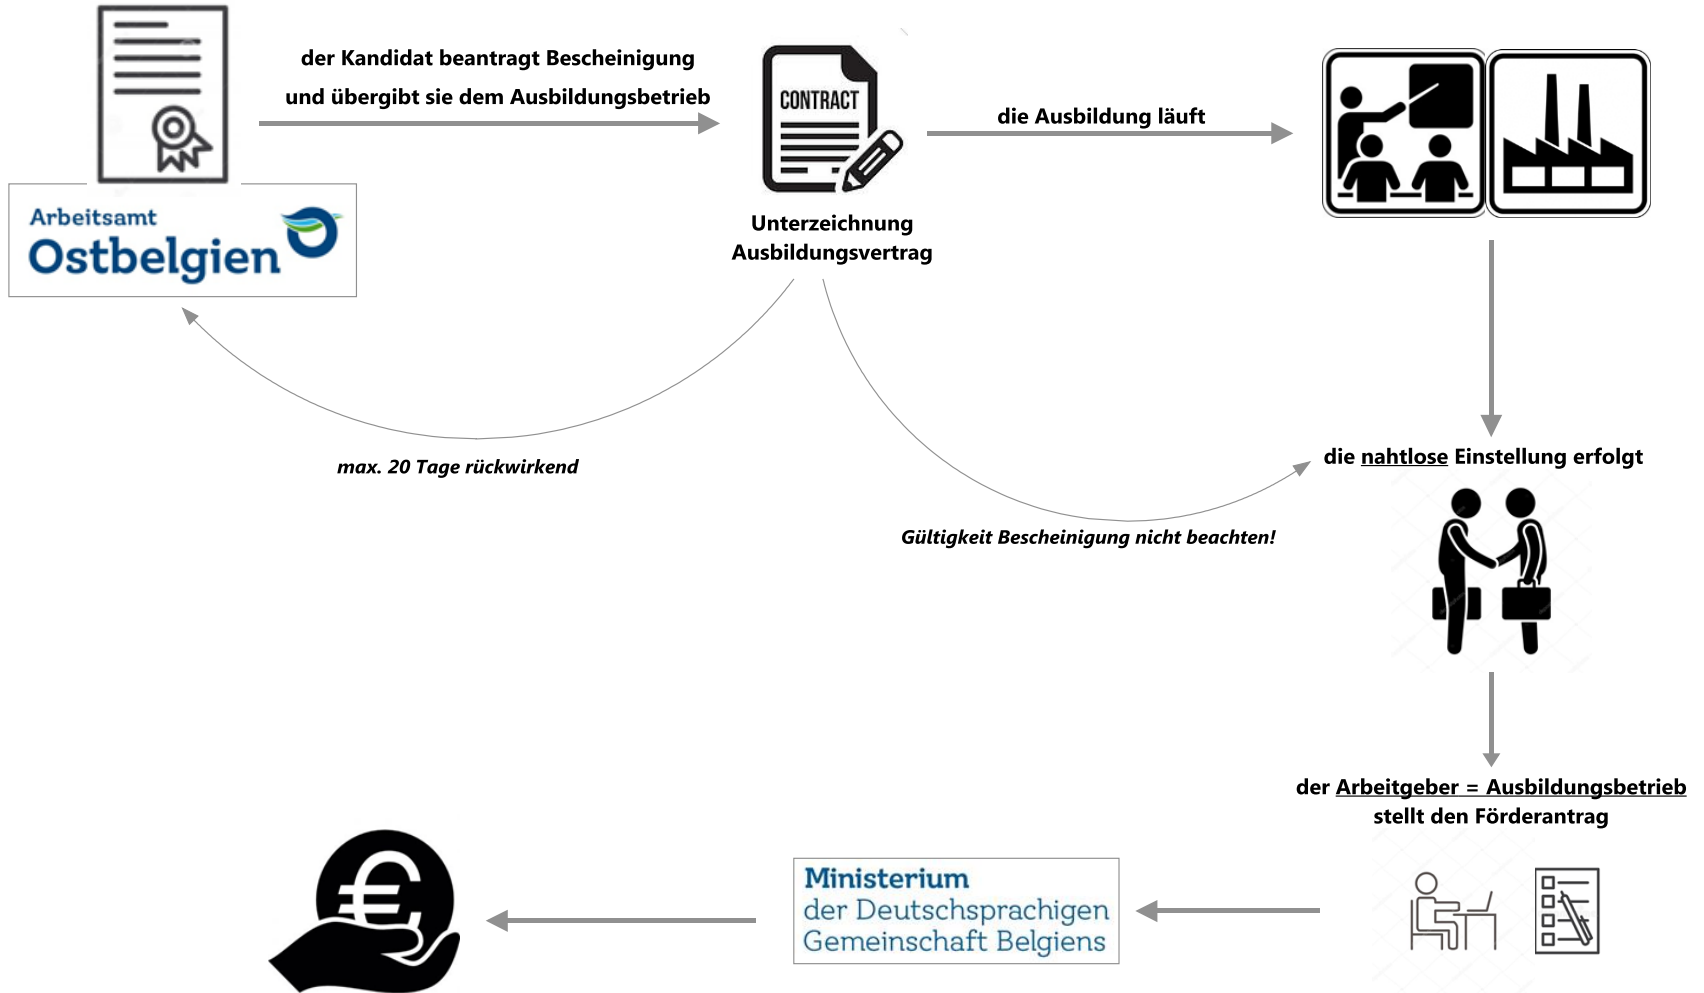 der Kandidat beantragt Bescheinigung
und übergibt sie dem Ausbildungsbetrieb
CONTRACT
die Ausbildung läuft
Arbeitsamt
Ostbelgien
Unterzeichnung
Ausbildungsvertrag
max. 20 Tage rückwirkend
die nahtlose Einstellung erfolgt
Gültigkeit Bescheinigung nicht beachten!
der Arbeitgeber = Ausbildungsbetrieb
stellt den Förderantrag
€
Ministerium
der Deutschsprachigen
Gemeinschaft Belgiens